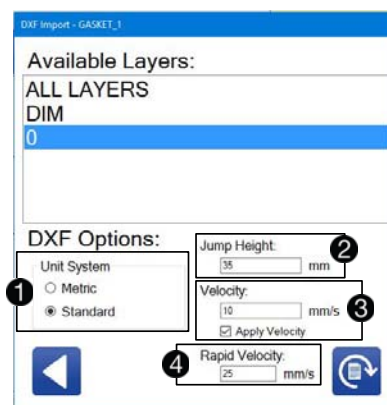 DXF Import - GASKET_1
Available Layers:
ALL LAYERS
DIM
0
DXF Options:
1
Unit System
Metric
Standard
Jump Height: 2
35 mm
Velocity:
10 mm/s 3
Apply Velocity
4 Rapid Velocity:
25 mm/s